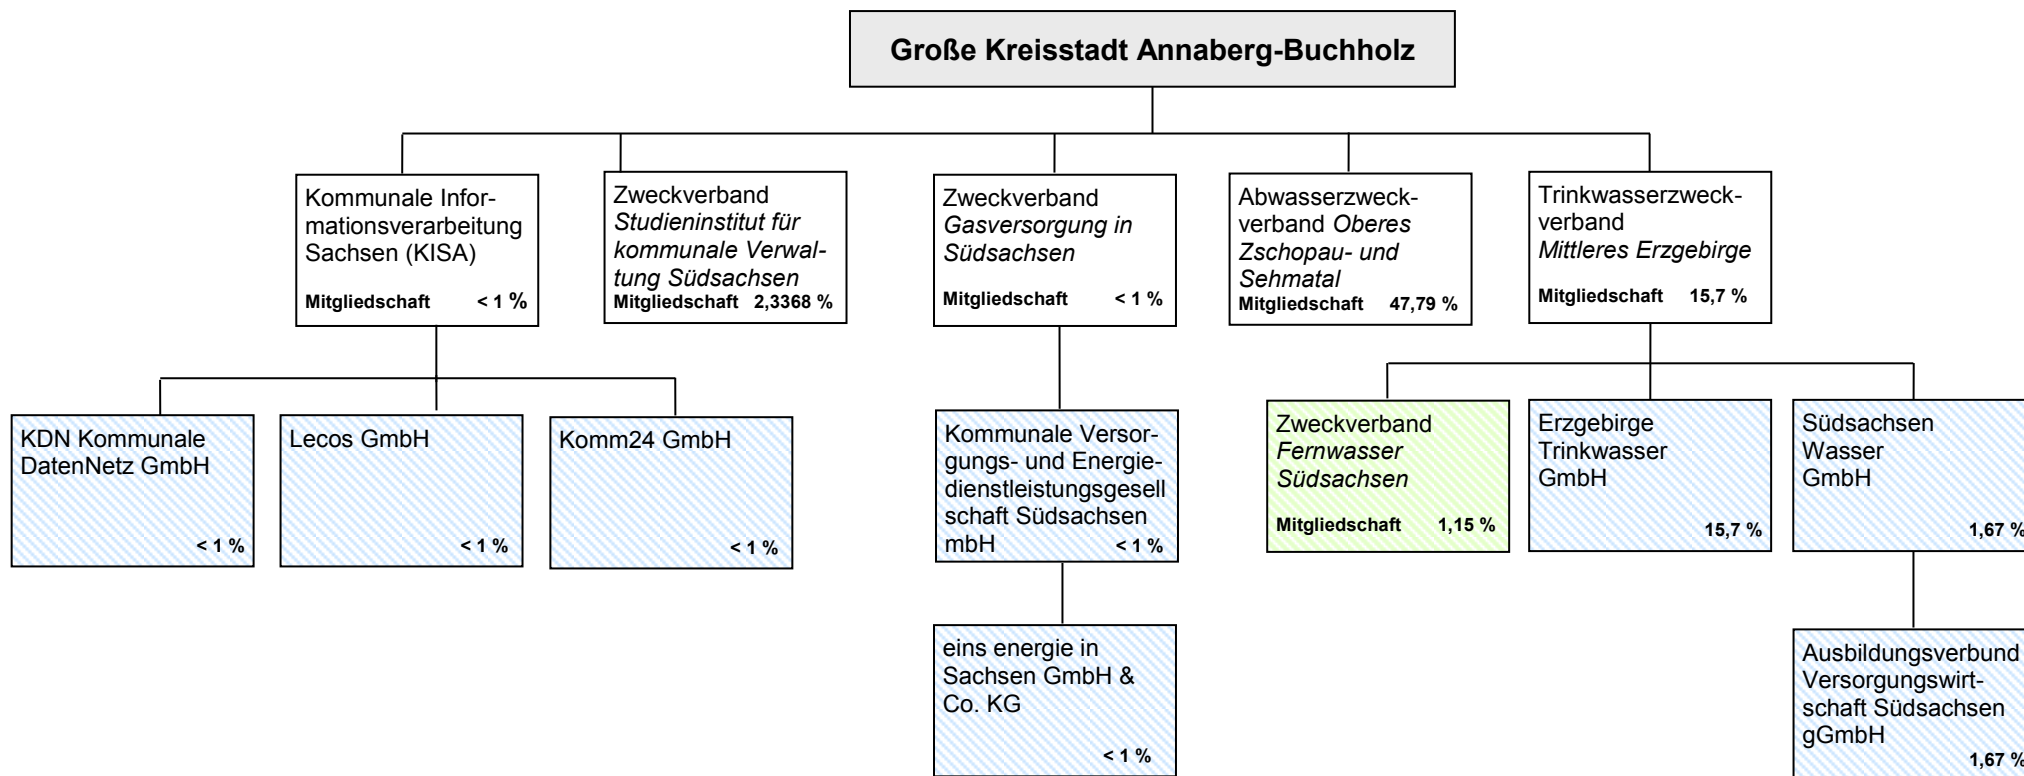 Große Kreisstadt Annaberg-Buchholz
Kommunale Infor-
mationsverarbeitung
Sachsen (KISA)
Mitgliedschaft < 1 %
Zweckverband
Studieninstitut für
kommunale Verwal-
tung Südsachsen
Mitgliedschaft 2,3368 %
Zweckverband
Gasversorgung in
Südsachsen
Mitgliedschaft < 1 %
Abwasserzweck-
verband Oberes
Zschopau- und
Sehmatal
Mitgliedschaft 47,79 %
Trinkwasserzweck-
verband
Mittleres Erzgebirge
Mitgliedschaft 15,7 %
KDN Kommunale
DatenNetz GmbH
< 1 %
Lecos GmbH
< 1 %
Komm24 GmbH
< 1 %
Kommunale Versor-
gungs- und Energie-
dienstleistungsgesell
schaft Südsachsen
mbH < 1 %
Zweckverband
Fernwasser
Südsachsen
Mitgliedschaft 1,15 %
Erzgebirge
Trinkwasser
GmbH
15,7 %
Südsachsen
Wasser
GmbH
1,67 %
eins energie in
Sachsen GmbH &
Co. KG
< 1 %
Ausbildungsverbund
Versorgungswirt-
schaft Südsachsen
gGmbH
1,67 %